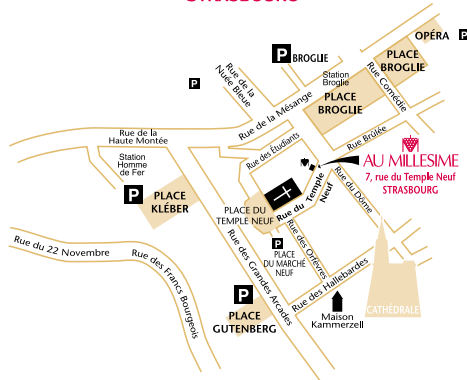 STRASBOURG
OPÉRA
P
P
BROGLIE
PLACE
BROGLIE
Rue de la
Nuée Bleue
P
Station
Broglie
PLACE
BROGLIE
Rue Comédie
Rue de la Mésange
Rue de la
Haute Montée
Rue des Etudiants
Rue Brûlée
AU MILLESIME
7, rue du Temple Neuf
STRASBOURG
Station
Homme
de Fer
P
PLACE
KLÉBER
PLACE DU
TEMPLE NEUF
Rue du Temple
Neuf
Rue du Dôme
Rue du 22 Novembre
Rue des Francs Bourgeois
Rue des Grandes Arcades
P
PLACE
DU MARCHÉ
NEUF
Rue des Orfèvres
Rue des Hallebardes
P
PLACE
GUTENBERG
Maison
Kammerzell
CATHÉDRALE